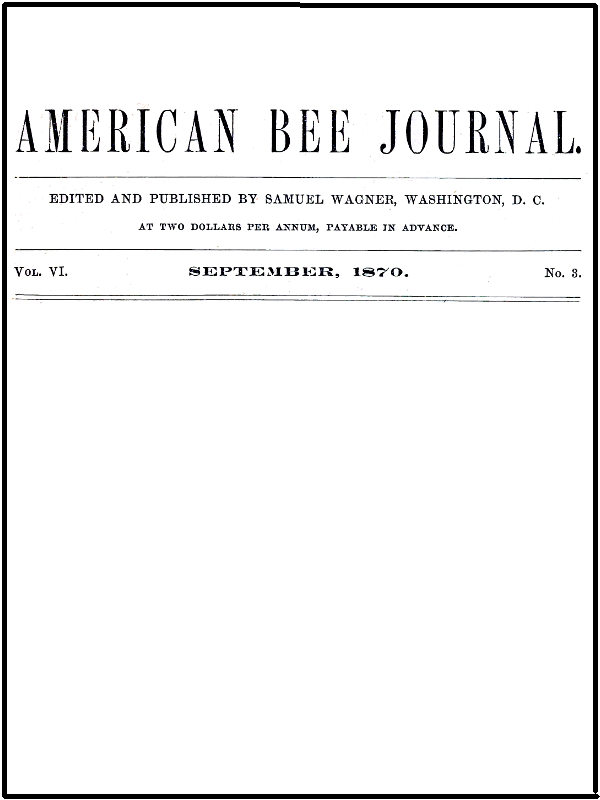 AMERICAN BEE JOURNAL.
EDITED AND PUBLISHED BY SAMUEL WAGNER, WASHINGTON, D. C.
AT TWO DOLLARS PER ANNUM, PAYABLE IN ADVANCE.
VOL. VI. SEPTEMBER, 1870. No. 3.